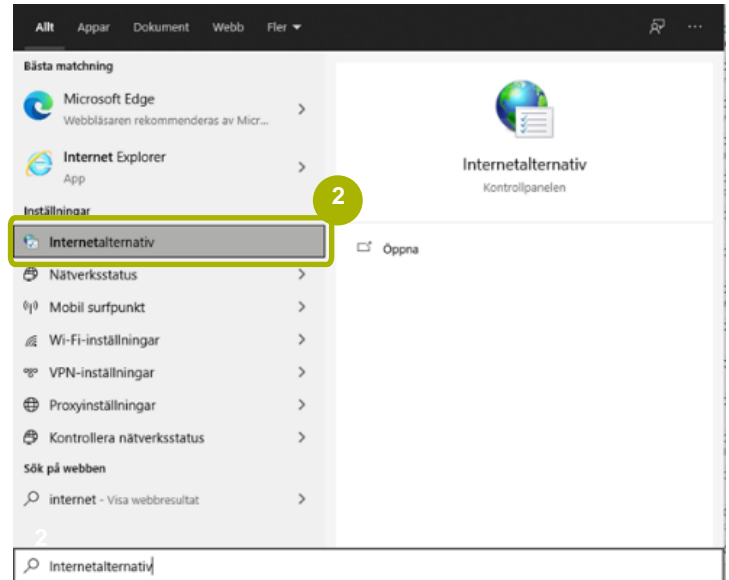 Allt Appar Dokument Webb Fler
Bästa matchning
Microsoft Edge
Webbläsaren rekommenderas av Micr...
Internet Explorer
App
Inställningar
2
Internetalternativ
Nätverksstatus
Mobil surfpunkt
Wi-Fi-inställningar
VPN-inställningar
Proxyinställningar
Kontrollera nätverksstatus
Sök på webben
internet - Visa webbresultat
2
Internetalternativ
Internetalternativ
Kontrollpanelen
Öppna